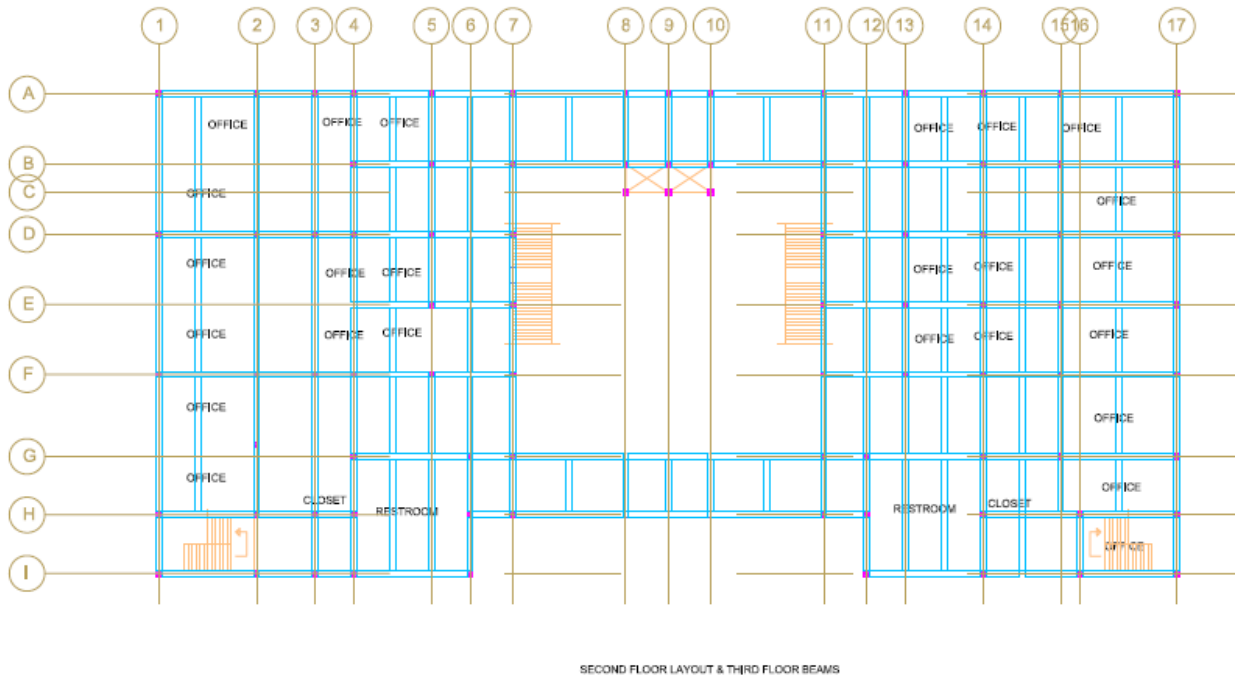 1 2 3 4 5 6 7 8 9 10 11 12 13 14 15 16 17
A
OFFICE OFFICE OFFICE OFFICE OFFICE OFFICE
B
C
OFFICE OFFICE
D
OFFICE OFFICE OFFICE OFFICE OFFICE OFFICE
E
OFFICE OFFICE OFFICE OFFICE OFFICE OFFICE
F
OFFICE OFFICE
G
OFFICE OFFICE
CLOSET RESTROOM RESTROOM CLOSET
H
OFFICE
I
SECOND FLOOR LAYOUT & THIRD FLOOR BEAMS